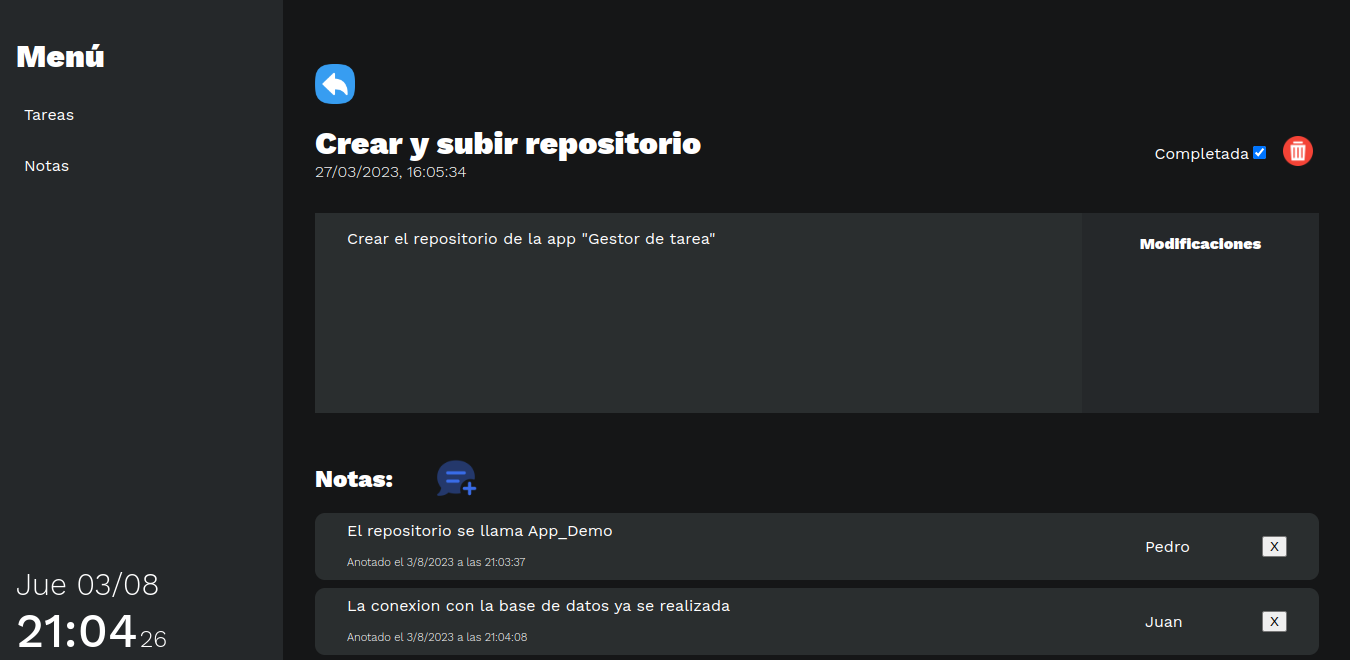 Menú
Tareas
Notas
Jue 03/08
21:04 26
Crear y subir repositorio
27/03/2023, 16:05:34
Completada
Crear el repositorio de la app "Gestor de tarea"
Modificaciones
Notas:
El repositorio se llama App_Demo
Anotado el 3/8/2023 a las 21:03:37
Pedro
X
La conexion con la base de datos ya se realizada
Anotado el 3/8/2023 a las 21:04:08
Juan
X